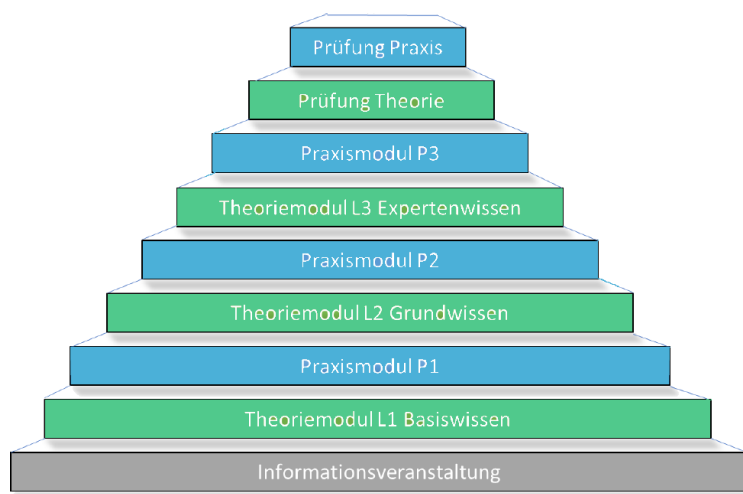 Prüfung Praxis
Prüfung Theorie
Praxismodul P3
Theoriemodul L3 Expertenwissen
Praxismodul P2
Theoriemodul L2 Grundwissen
Praxismodul P1
Theoriemodul L1 Basiswissen
Informationsveranstaltung